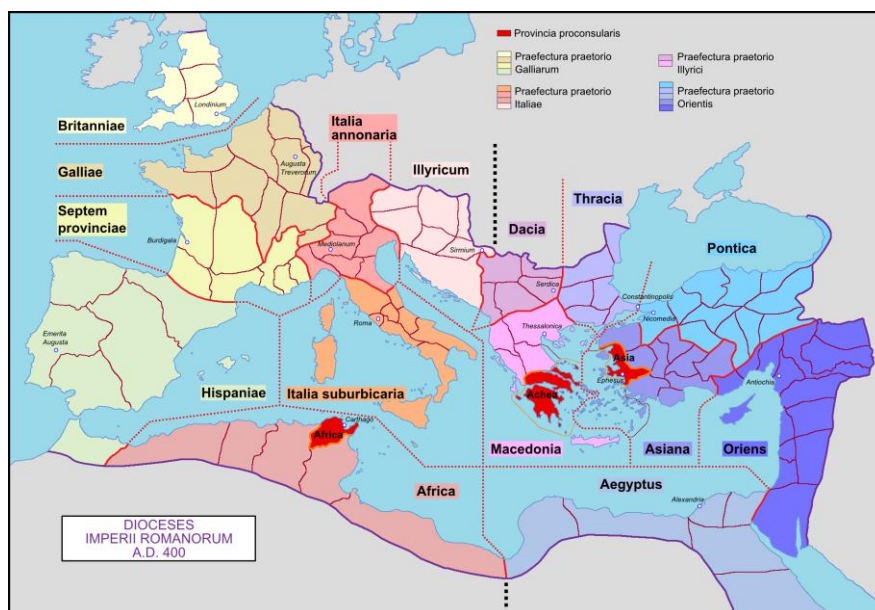 Provincia proconsularis
Praefectura praetorio
Galliarum
Praefectura praetorio
Illyrici
Praefectura praetorio
Italiae
Praefectura praetorio
Orientis
Londinium
Britanniae
Italia
annonaria
Galliae
Augusta
Treverorum
Illyricum
Septem
provinciae
Dacia
Thracia
Burdigala
Mediolanum
Sirmium
Pontica
Serdica
Constantinopolis
Nicomedia
Roma
Thessalonica
Emerita
Augusta
Asia
Ephesus
Antiochia
Hispaniae
Italia suburbicaria
Achea
Carthago
Africa
Macedonia
Asiana
Oriens
Africa
Aegyptus
Alexandria
DIOCESES
IMPERII ROMANORUM
A.D. 400